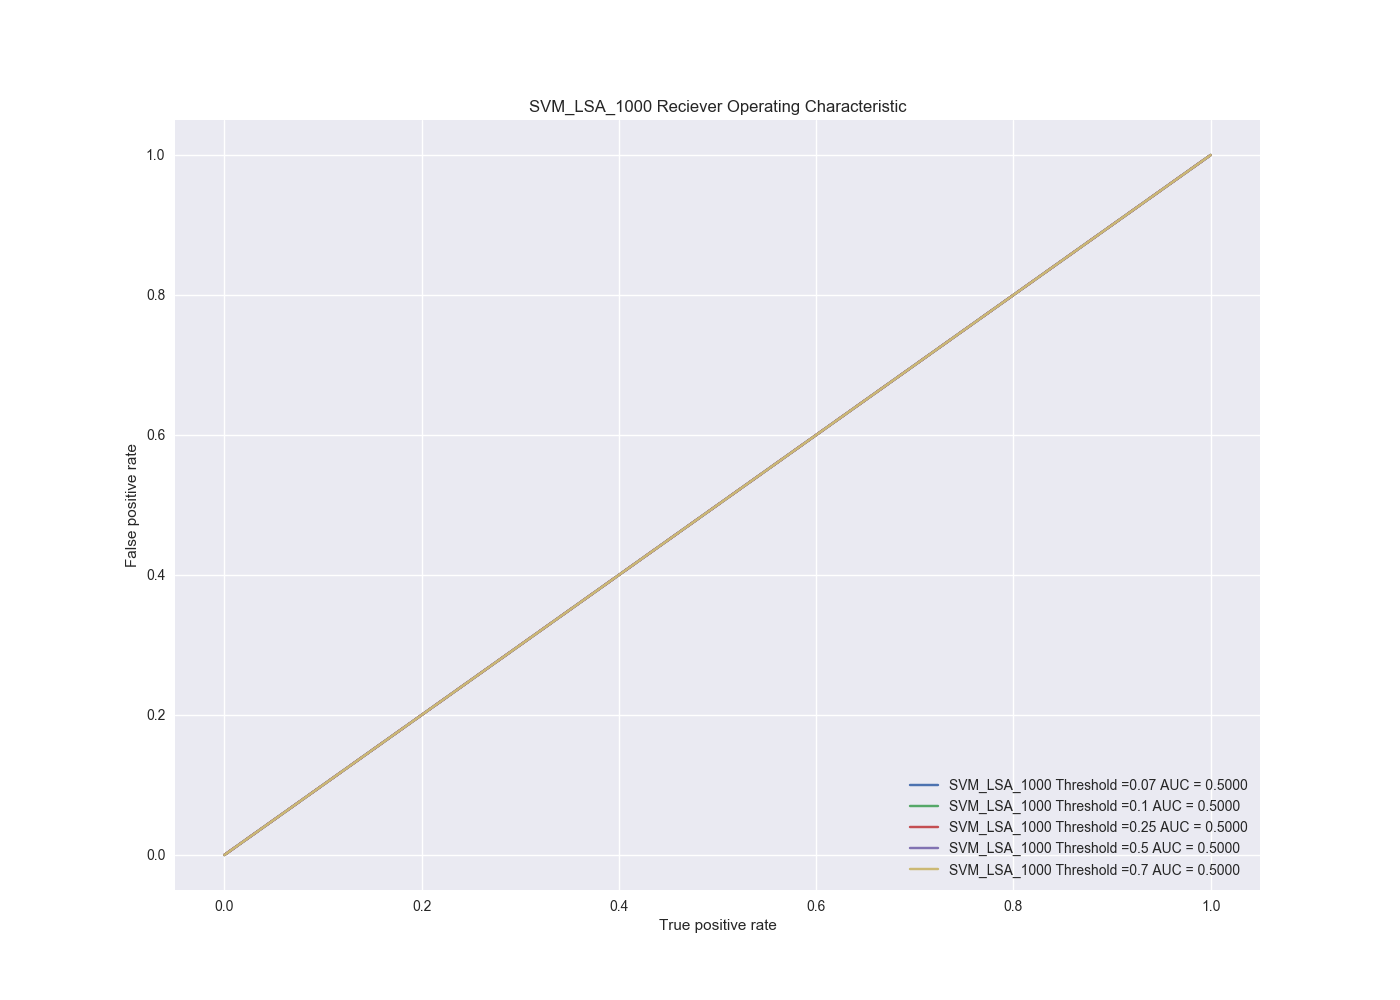 SVM_LSA_1000 Reciever Operating Characteristic
1.0
0.8
0.6
0.4
0.2
0.0
False positive rate
SVM_LSA_1000 Threshold =0.07 AUC = 0.5000
SVM_LSA_1000 Threshold =0.1 AUC = 0.5000
SVM_LSA_1000 Threshold =0.25 AUC = 0.5000
SVM_LSA_1000 Threshold =0.5 AUC = 0.5000
SVM_LSA_1000 Threshold =0.7 AUC = 0.5000
0.0 0.2 0.4 0.6 0.8 1.0
True positive rate